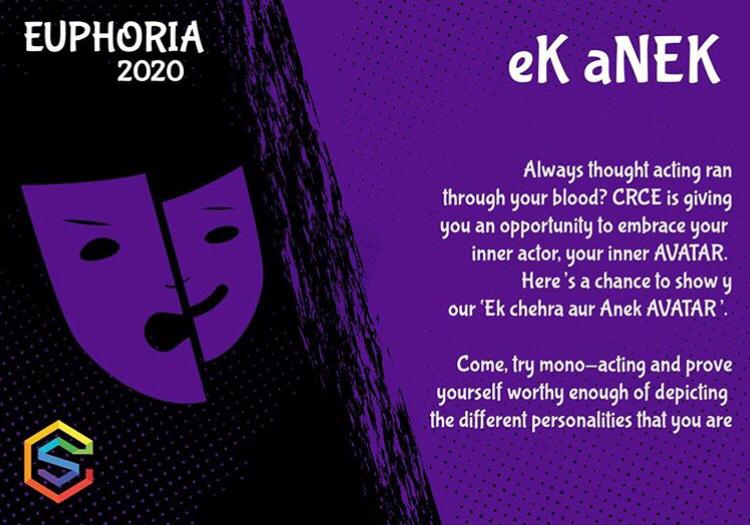 EUPHORIA
2020
eK aNEK
Always thought acting ran
through your blood? CRCE is giving
you an opportunity to embrace your
inner actor, your inner AVATAR.
Here's a chance to show y
our 'Ek chehra aur Anek AVATAR'.
Come, try mono-acting and prove
yourself worthy enough of depicting
the different personalities that you are